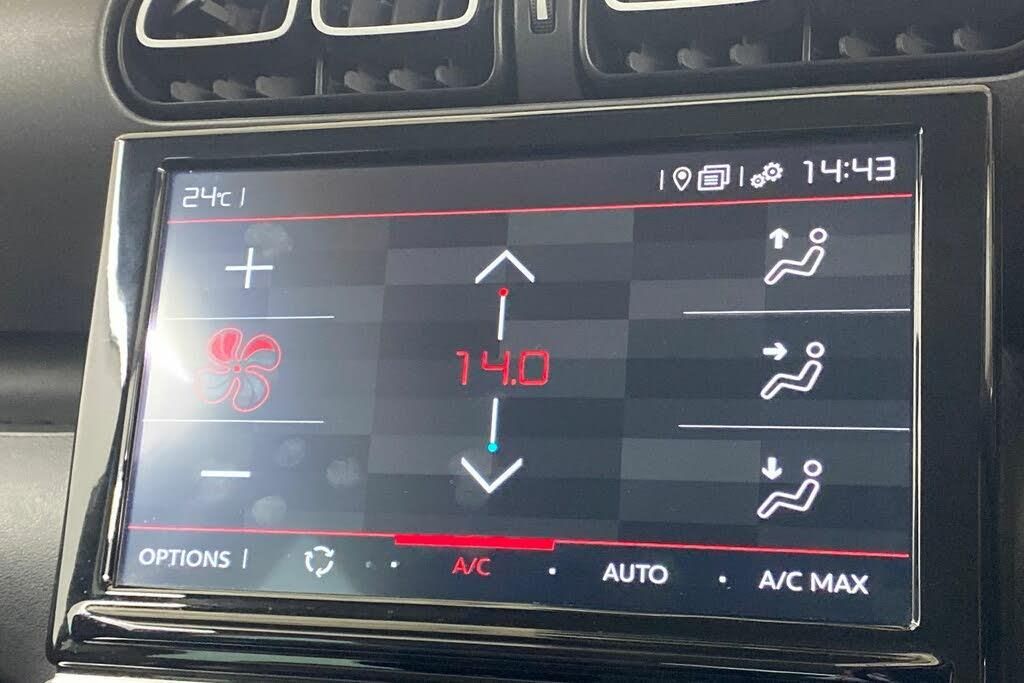 24°C
14:43
14.0
OPTIONS
A/C
AUTO
A/C MAX